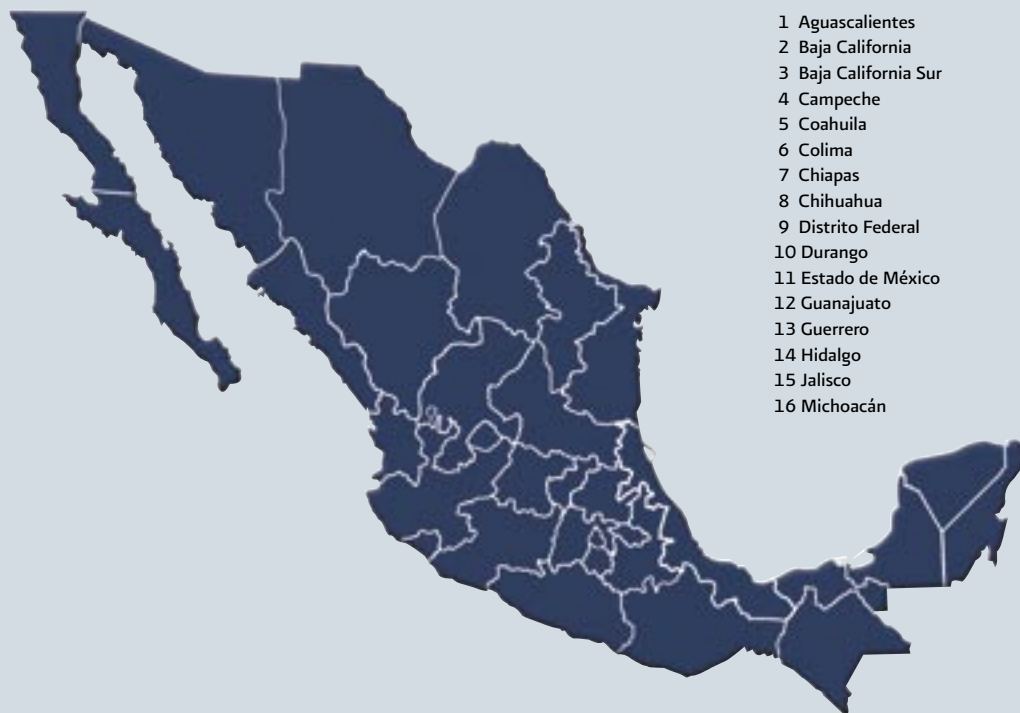 1 Aguascalientes
2 Baja California
3 Baja California Sur
4 Campeche
5 Coahuila
6 Colima
7 Chiapas
8 Chihuahua
9 Distrito Federal
10 Durango
11 Estado de México
12 Guanajuato
13 Guerrero
14 Hidalgo
15 Jalisco
16 Michoacán